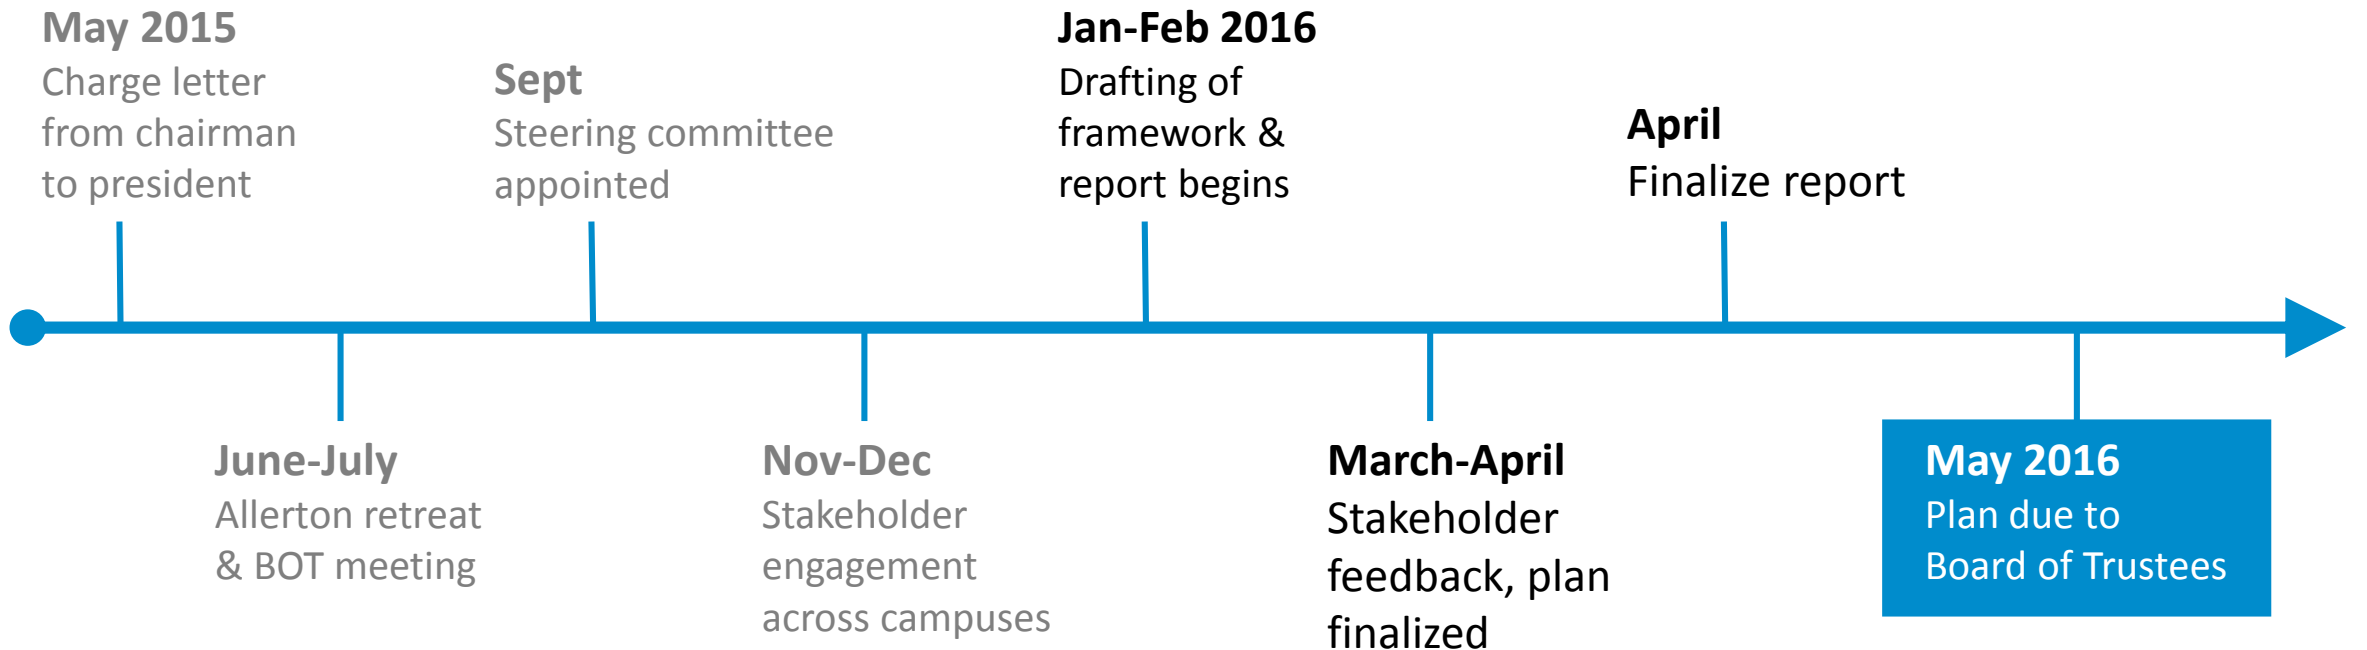 May 2015
Charge letter
from chairman
to president
June-July
Allerton retreat
& BOT meeting
Sept
Steering committee
appointed
Nov-Dec
Stakeholder
engagement
across campuses
Jan-Feb 2016
Drafting of
framework &
report begins
March-April
Stakeholder
feedback, plan
finalized
April
Finalize report
May 2016
Plan due to
Board of Trustees